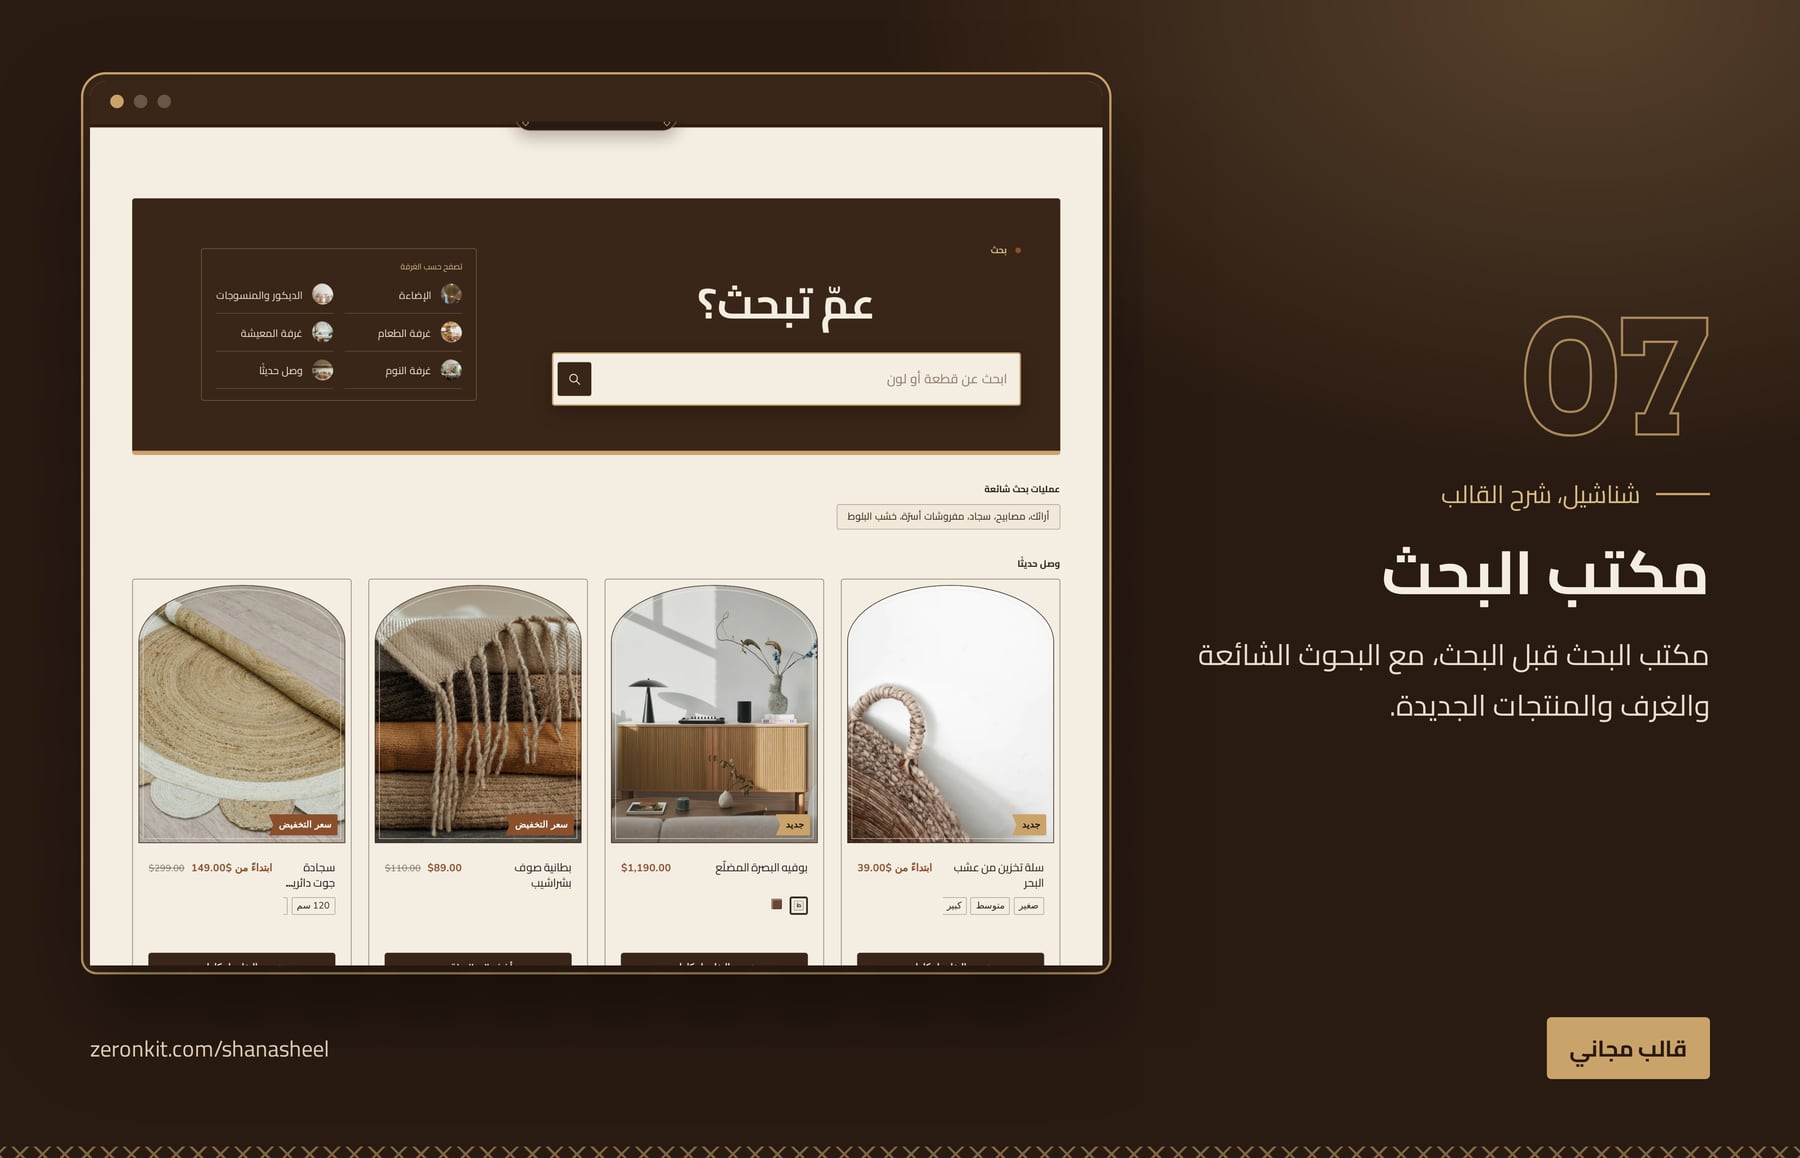 07
شناشيل، شرح القالب
مكتب البحث
مكتب البحث قبل البحث، مع البحوث الشائعة
والغرف والمنتجات الجديدة.
بحث
عمّ تبحث؟
ابحث عن قطعة أو لون
تصفح حسب الغرفة
الإضاءة
الديكور والمنسوجات
غرفة الطعام
غرفة المعيشة
غرفة النوم
وصل حديثًا
عمليات بحث شائعة
أرائك، مصابيح، سجاد، مفروشات أسرّة، خشب البلوط
وصل حديثًا
جديد
سلة تخزين من عشب
البحر
ابتداءً من $39.00
صغير
متوسط
كبير
جديد
بوفيه البصرة المضلّع
$1,190.00
سعر التخفيض
بطانية صوف
بشراشيب
$89.00 $110.00
سعر التخفيض
سجادة
جوت دائريـ...
ابتداءً من $149.00 $299.00
120 سم
قالب مجاني
zeronkit.com/shanasheel